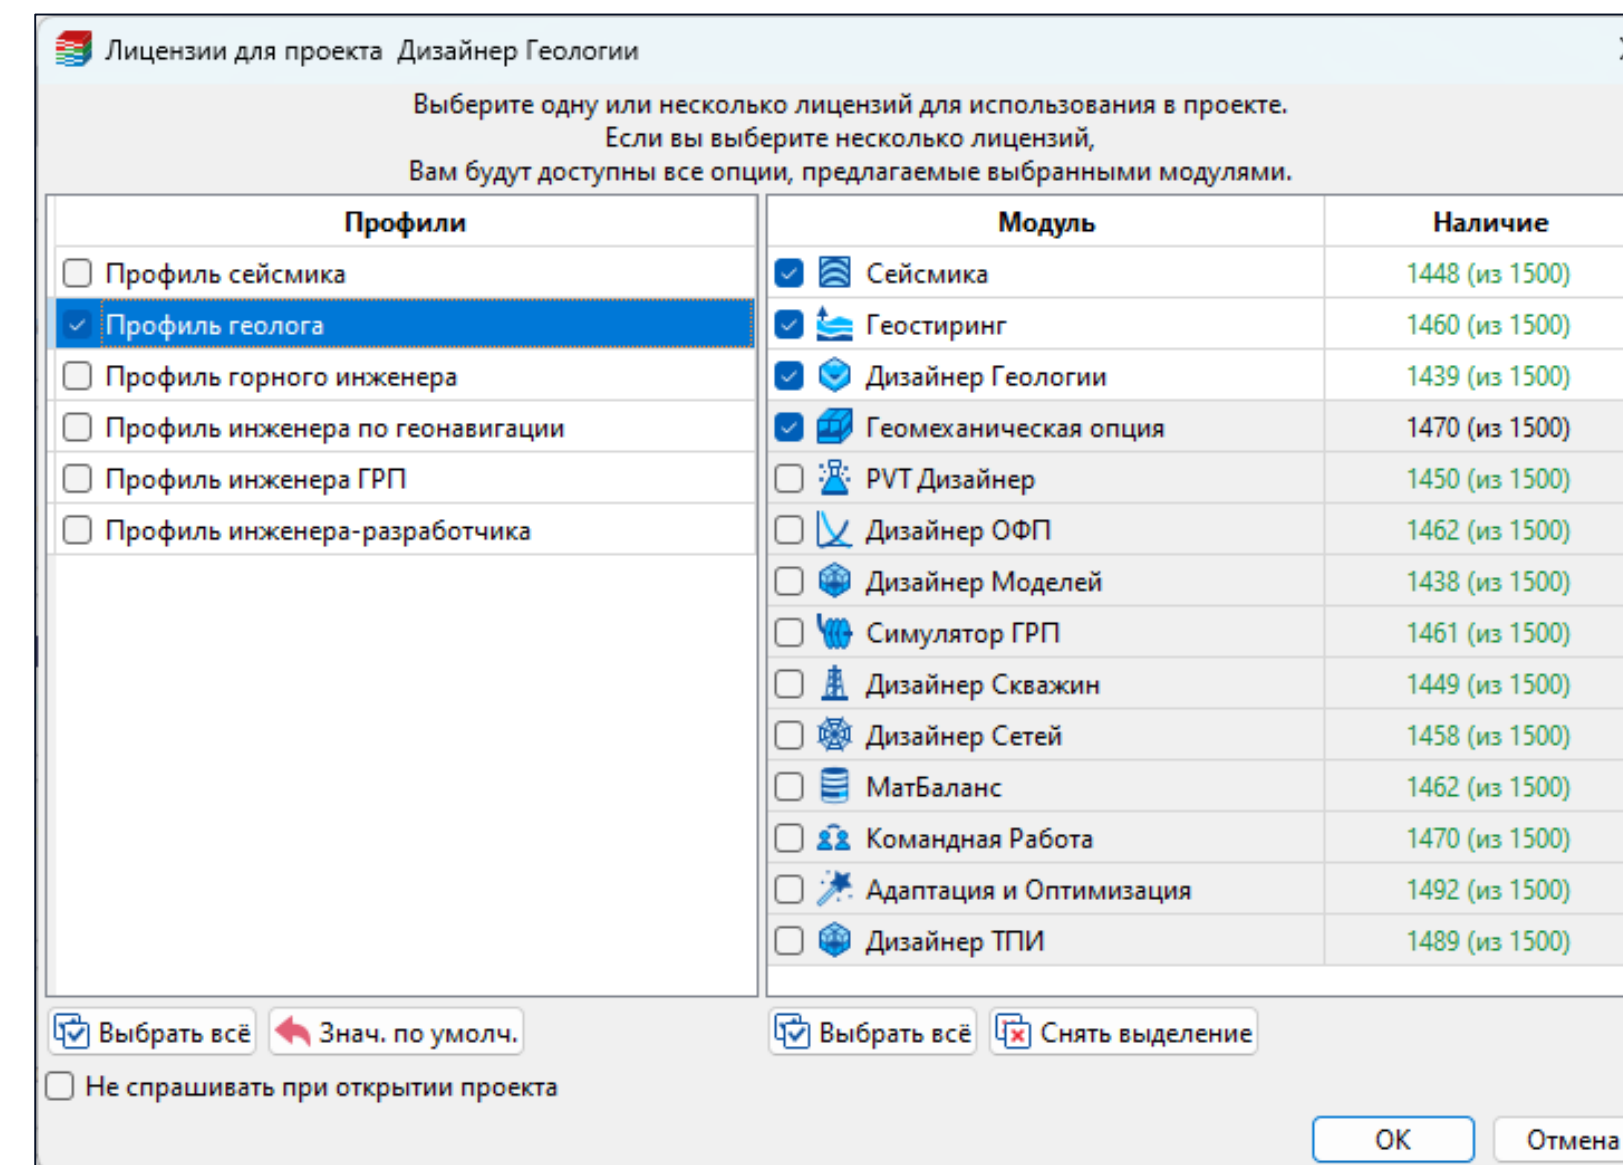 Лицензии для проекта Дизайнер Геологии
Выберите одну или несколько лицензий для использования в проекте.
Если вы выберите несколько лицензий,
Вам будут доступны все опции, предлагаемые выбранными модулями.
Профили
Профиль сейсмика
Профиль геолога
Профиль горного инженера
Профиль инженера по геонавигации
Профиль инженера ГРП
Профиль инженера-разработчика
Модуль Наличие
Сейсмика 1448 (из 1500)
Геостиринг 1460 (из 1500)
Дизайнер Геологии 1439 (из 1500)
Геомеханическая опция 1470 (из 1500)
PVT Дизайнер 1450 (из 1500)
Дизайнер ОФП 1462 (из 1500)
Дизайнер Моделей 1438 (из 1500)
Симулятор ГРП 1461 (из 1500)
Дизайнер Скважин 1449 (из 1500)
Дизайнер Сетей 1458 (из 1500)
МатБаланс 1462 (из 1500)
Командная Работа 1470 (из 1500)
Адаптация и Оптимизация 1492 (из 1500)
Дизайнер ТПИ 1489 (из 1500)
Выбрать всё Знач. по умолч. Выбрать всё Снять выделение
Не спрашивать при открытии проекта
ОК Отмена